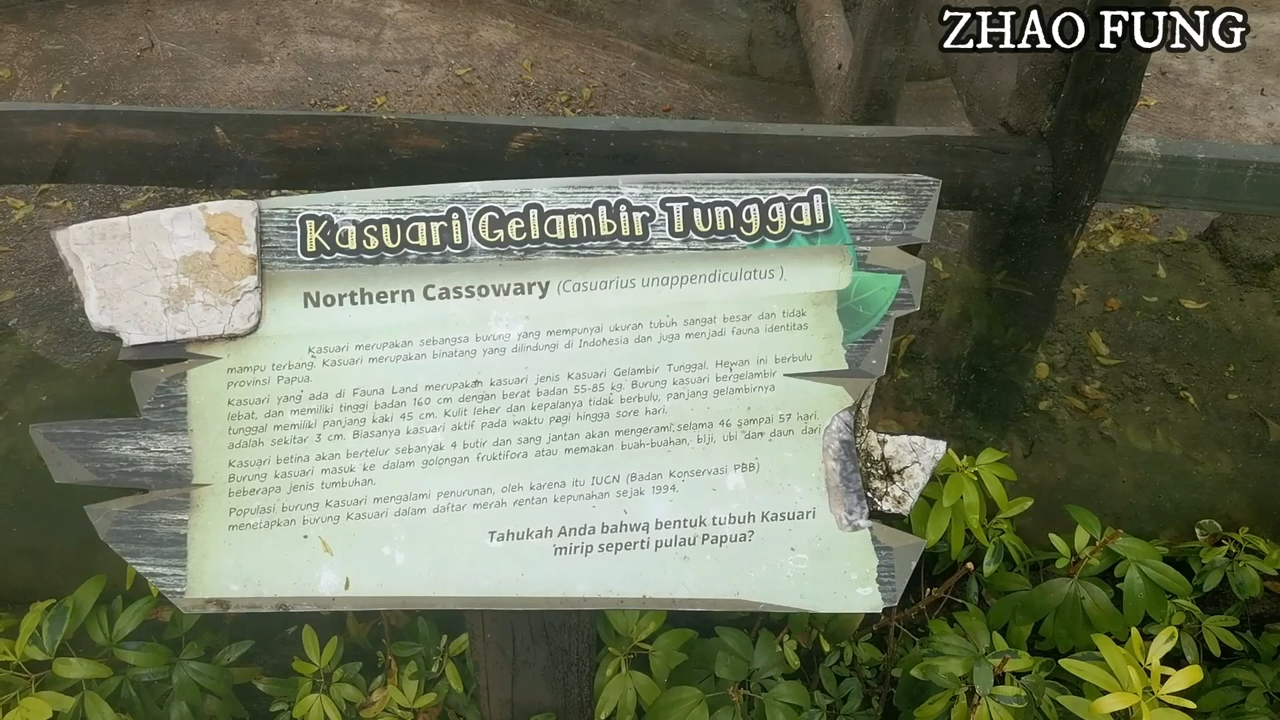 ZHAO FUNG
Kasuari Gelambir Tunggal
Northern Cassowary (Casuarius unappendiculatus )
Kasuari merupakan sebangsa burung yang mempunyai ukuran tubuh sangat besar dan tidak
mampu terbang. Kasuari merupakan binatang yang dilindungi di Indonesia dan juga menjadi fauna identitas
provinsi Papua.
Kasuari yang ada di Fauna Land merupakan kasuari jenis Kasuari Gelambir Tunggal. Hewan ini berbulu
lebat, dan memiliki tinggi badan 160 cm dengan berat badan 55-85 kg. Burung kasuari bergelambir
tunggal memiliki panjang kaki 45 cm. Kulit leher dan kepalanya tidak berbulu, panjang gelambirnya
adalah sekitar 3 cm. Biasanya kasuari aktif pada waktu pagi hingga sore hari.
Kasuari betina akan bertelur sebanyak 4 butir dan sang jantan akan mengerami selama 46 sampai 57 hari.
Burung kasuari masuk ke dalam golongan fruktifora atau memakan buah-buahan, biji, ubi dan daun dari
beberapa jenis tumbuhan.
Populasi burung Kasuari mengalami penurunan, oleh karena itu IUCN (Badan Konservasi PBB)
menetapkan burung Kasuari dalam daftar merah rentan kepunahan sejak 1994.
Tahukah Anda bahwa bentuk tubuh Kasuari
mirip seperti pulau Papua?